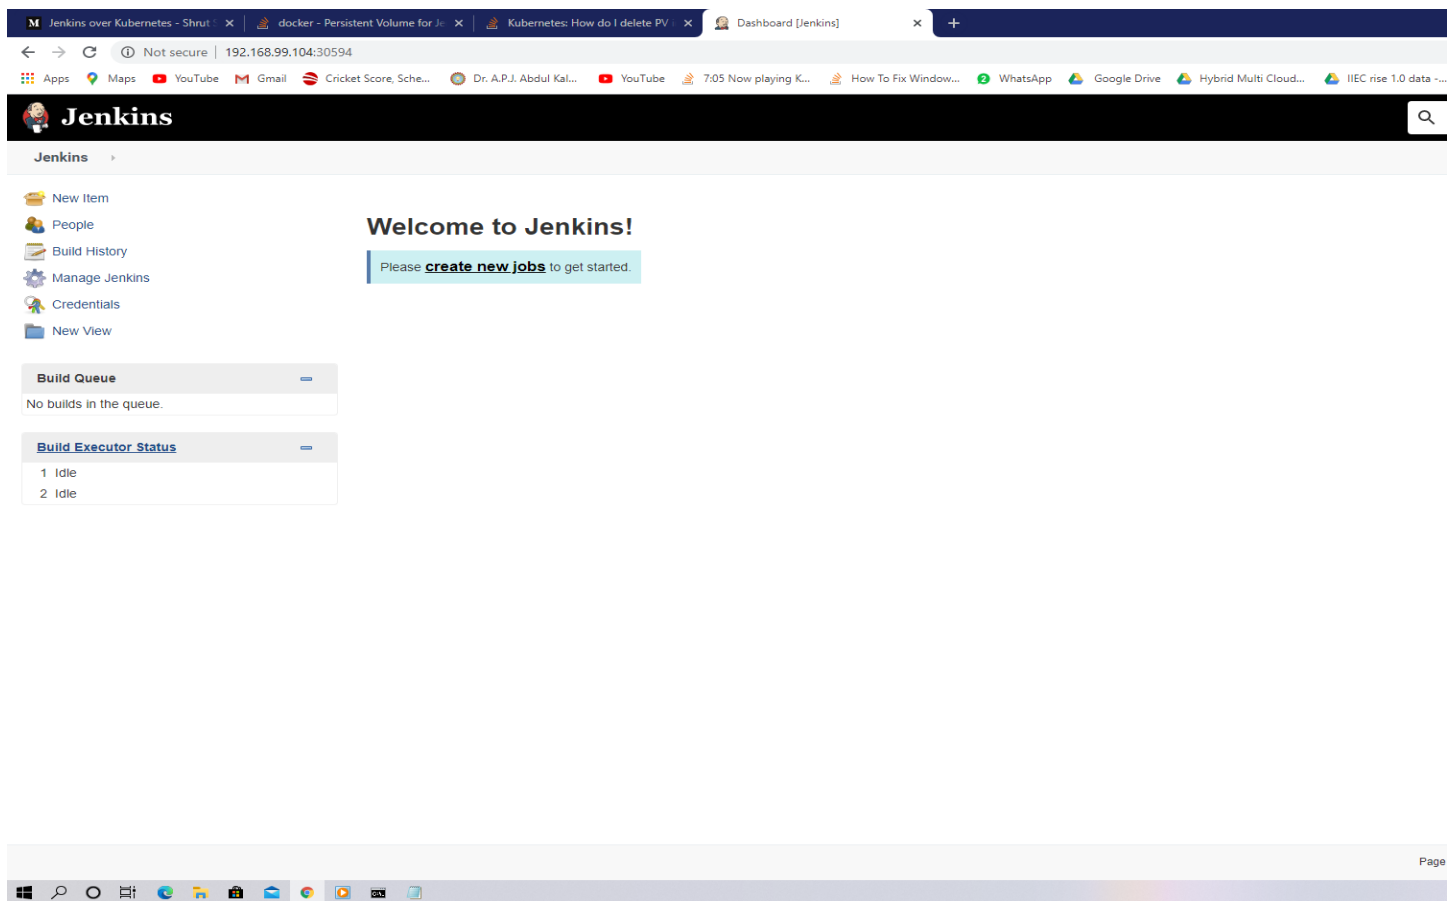 Jenkins over Kubernetes - Shrut S docker - Persistent Volume for Je Kubernetes: How do I delete PV i Dashboard [Jenkins]
Not secure | 192.168.99.104:30594
Apps Maps YouTube Gmail Cricket Score, Sche... Dr. A.P.J. Abdul Kal... YouTube 7:05 Now playing K... How To Fix Window... WhatsApp Google Drive Hybrid Multi Cloud... IIEC rise 1.0 data -...
Jenkins
Jenkins
New Item
People
Welcome to Jenkins!
Build History
Please create new jobs to get started.
Manage Jenkins
Credentials
New View
Build Queue
No builds in the queue.
Build Executor Status
1 Idle
2 Idle
Page